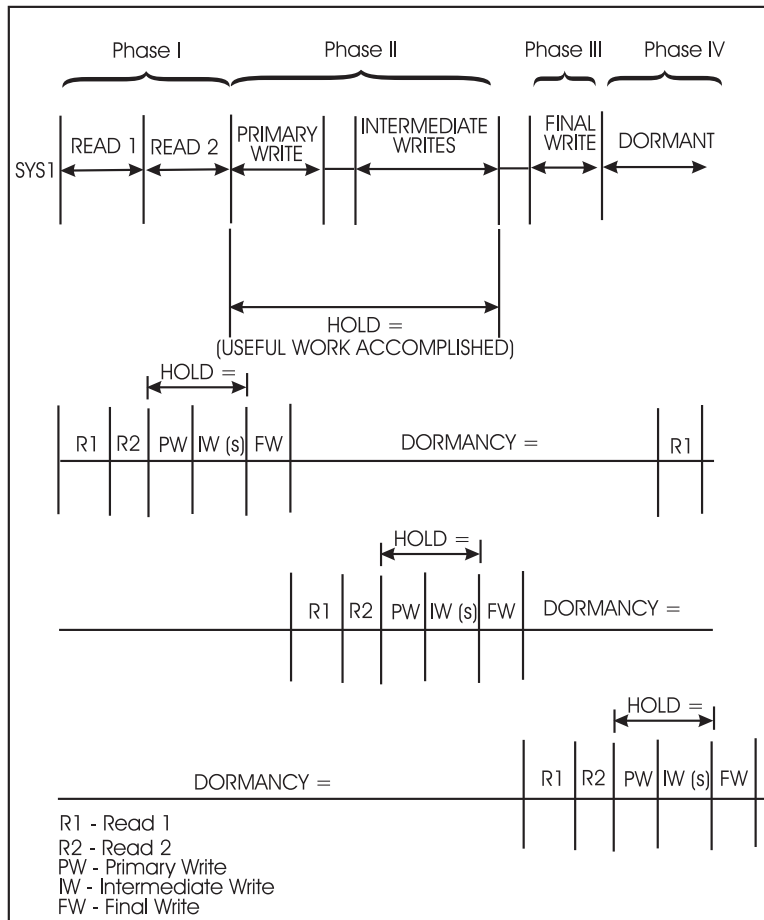 Phase I Phase II Phase III Phase IV
READ 1 READ 2 PRIMARY WRITE INTERMEDIATE WRITES FINAL WRITE DORMANT
SYS1
HOLD =
(USEFUL WORK ACCOMPLISHED)
HOLD =
R1 R2 PW IW (s) FW DORMANCY = R1
HOLD =
R1 R2 PW IW (s) FW DORMANCY =
HOLD =
DORMANCY = R1 R2 PW IW (s) FW
R1 - Read 1
R2 - Read 2
PW - Primary Write
IW - Intermediate Write
FW - Final Write